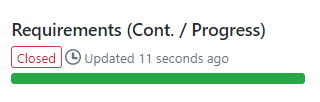 Requirements (Cont. / Progress)
Closed Updated 11 seconds ago